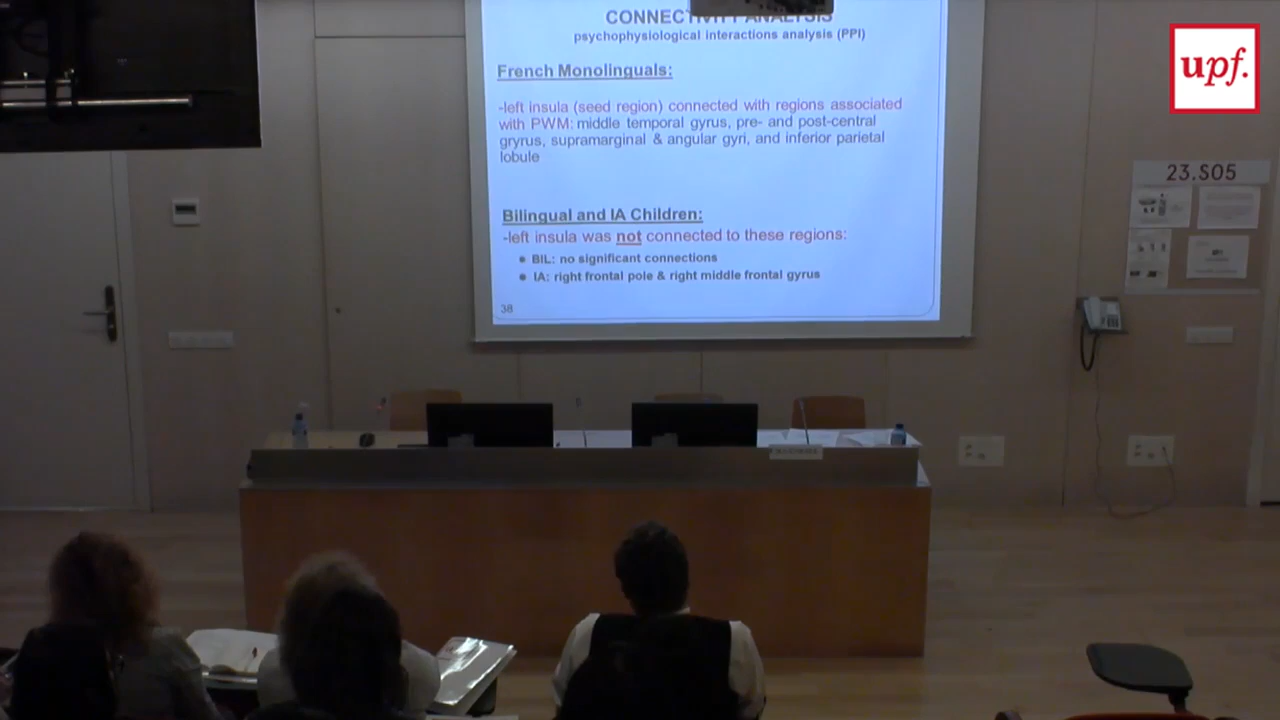 CONNECTIVITY ANALYSIS
psychophysiological interactions analysis (PPI)
French Monolinguals:
-left insula (seed region) connected with regions associated
with PWM: middle temporal gyrus, pre- and post-central
gryrus, supramarginal & angular gyri, and inferior parietal
lobule
Bilingual and IA Children:
-left insula was not connected to these regions:
BIL: no significant connections
IA: right frontal pole & right middle frontal gyrus
38
upf.
23.S05